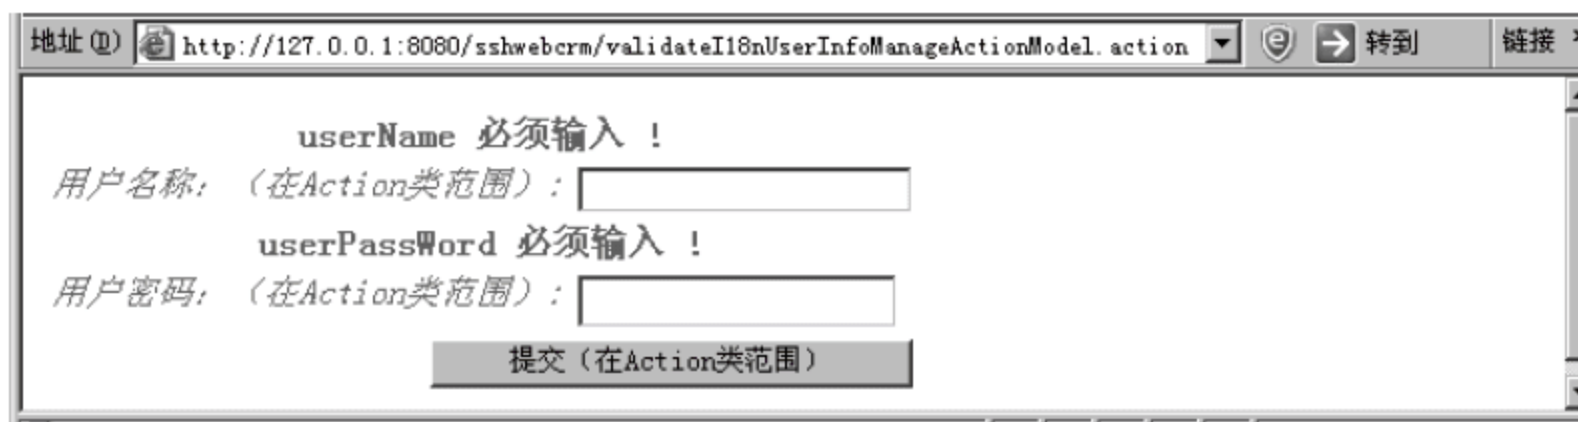 地址(D) http://127.0.0.1:8080/sshwebcrm/validateI18nUserInfoManageActionModel.action 转到 链接
userName 必须输入 !
用户名称: (在Action类范围):
userPassWord 必须输入 !
用户密码: (在Action类范围):
提交(在Action类范围)